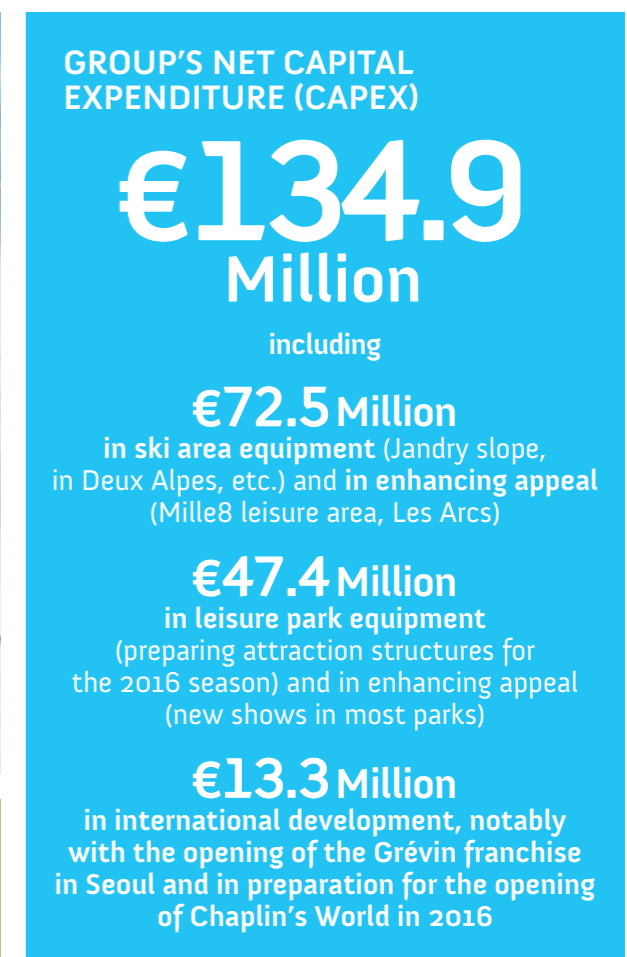 GROUP'S NET CAPITAL
EXPENDITURE (CAPEX)
€134.9
Million
including
€72.5 Million
in ski area equipment (Jandry slope,
in Deux Alpes, etc.) and in enhancing appeal
(Mille8 leisure area, Les Arcs)
€47.4 Million
in leisure park equipment
(preparing attraction structures for
the 2016 season) and in enhancing appeal
(new shows in most parks)
€13.3 Million
in international development, notably
with the opening of the Grévin franchise
in Seoul and in preparation for the opening
of Chaplin's World in 2016